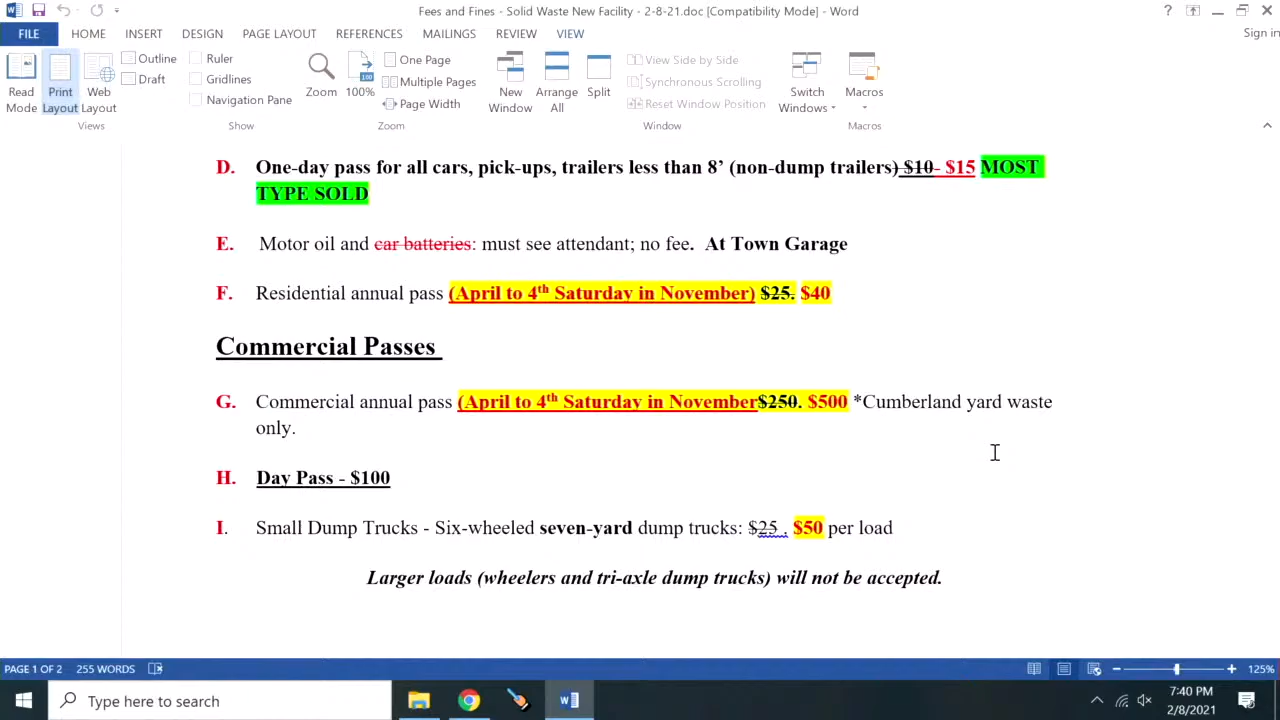 Fees and Fines - Solid Waste New Facility - 2-8-21.doc [Compatibility Mode] - Word
Sign in
FILE HOME INSERT DESIGN PAGE LAYOUT REFERENCES MAILINGS REVIEW VIEW
Read Mode
Print Layout
Web Layout
Outline
Draft
Views
Ruler
Gridlines
Navigation Pane
Show
Zoom
100%
One Page
Multiple Pages
Page Width
Zoom
New Window
Arrange All
Split
View Side by Side
Synchronous Scrolling
Reset Window Position
Window
Switch Windows
Macros
Macros
D. One-day pass for all cars, pick-ups, trailers less than 8’ (non-dump trailers) $10- $15 MOST
TYPE SOLD
E. Motor oil and car batteries: must see attendant; no fee. At Town Garage
F. Residential annual pass (April to 4th Saturday in November) $25. $40
Commercial Passes
G. Commercial annual pass (April to 4th Saturday in November$250. $500 *Cumberland yard waste
only.
H. Day Pass - $100
I. Small Dump Trucks - Six-wheeled seven-yard dump trucks: $25 . $50 per load
Larger loads (wheelers and tri-axle dump trucks) will not be accepted.
PAGE 1 OF 2 255 WORDS 125%
Type here to search
7:40 PM
2/8/2021